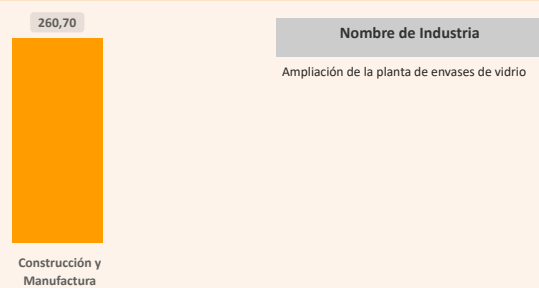 260,70
Nombre de Industria
Ampliación de la planta de envases de vidrio
Construcción y
Manufactura